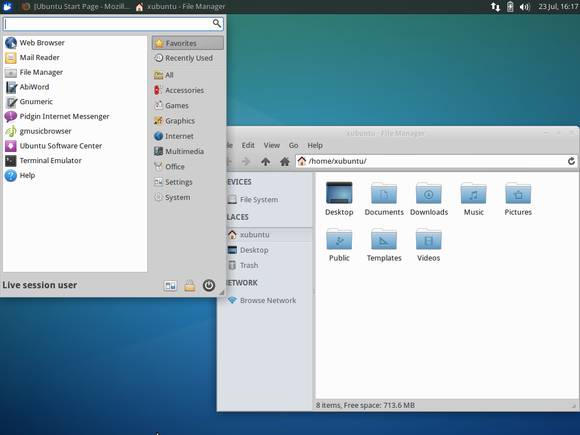 [Ubuntu Start Page - Mozill...
xubuntu - File Manager
23 Jul, 16:17
Web Browser
Mail Reader
File Manager
AbiWord
Gnumeric
Pidgin Internet Messenger
gmusicbrowser
Ubuntu Software Center
Terminal Emulator
Help
Favorites
Recently Used
All
Accessories
Games
Graphics
Internet
Multimedia
Office
Settings
System
Live session user
xubuntu - File Manager
ile Edit View Go Help
/home/xubuntu/
DEVICES
File System
PLACES
xubuntu
Desktop
Trash
NETWORK
Browse Network
Desktop Documents Downloads Music Pictures
Public Templates Videos
8 items, Free space: 713.6 MB